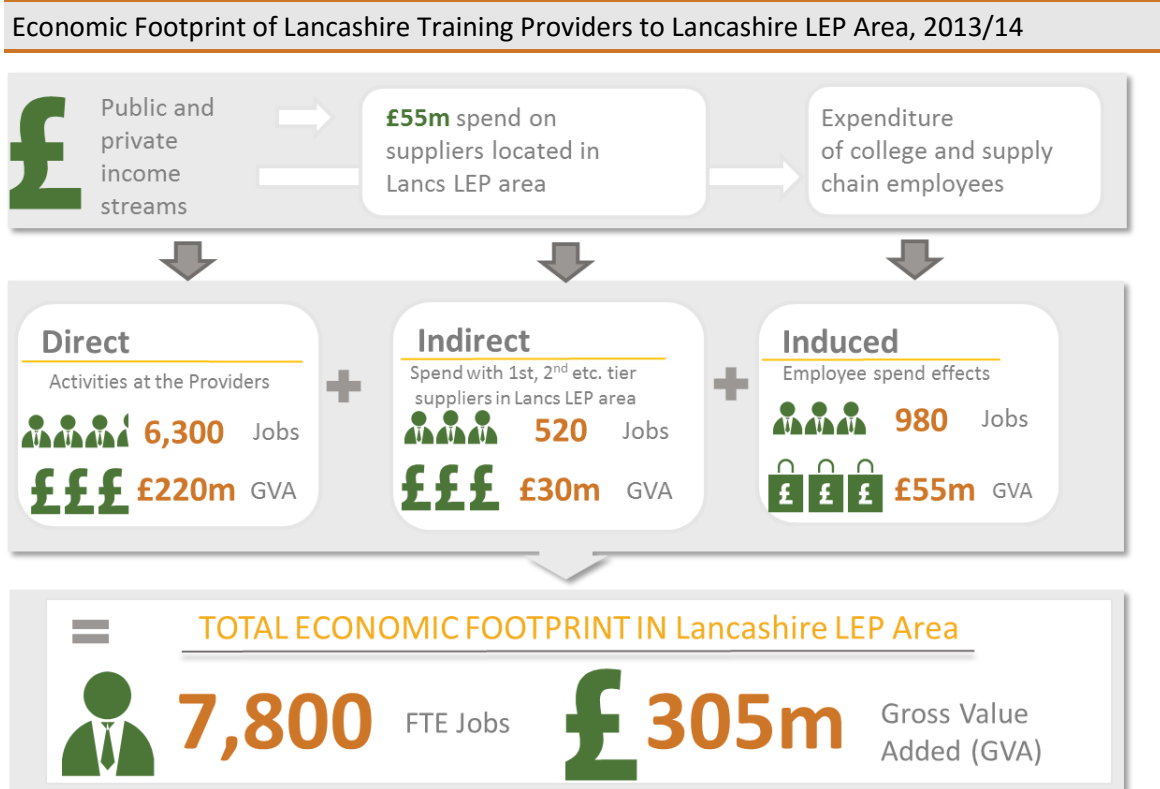 Economic Footprint of Lancashire Training Providers to Lancashire LEP Area, 2013/14
£
Public and
private
income
streams
£55m spend on
suppliers located in
Lancs LEP area
Expenditure
of college and supply
chain employees
Direct
Activities at the Providers
6,300 Jobs
£££ £220m GVA
+
Indirect
Spend with 1st, 2nd etc. tier
suppliers in Lancs LEP area
520 Jobs
£££ £30m GVA
+
Induced
Employee spend effects
980 Jobs
£ £ £ £55m GVA
= TOTAL ECONOMIC FOOTPRINT IN Lancashire LEP Area
7,800 FTE Jobs
£ 305m Gross Value
Added (GVA)